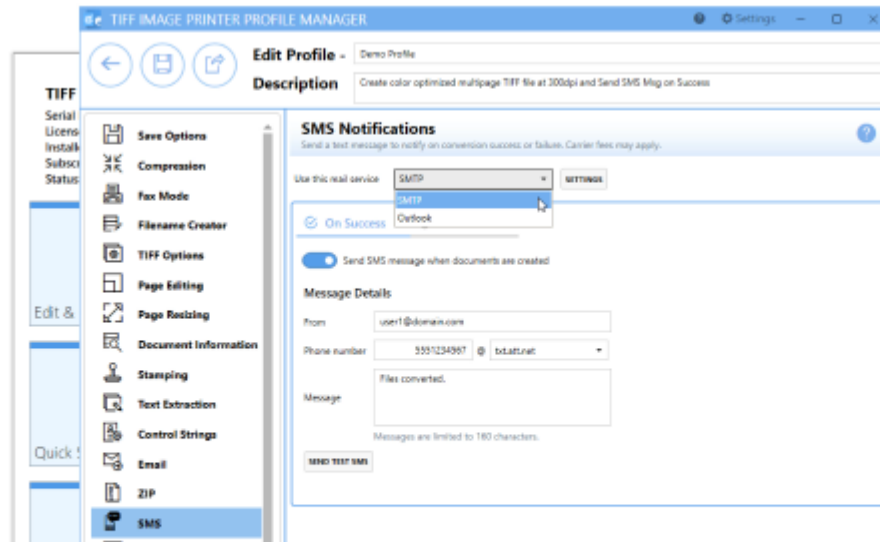 TIFF IMAGE PRINTER PROFILE MANAGER
Settings
Edit Profile - Demo Profile
Description Create color optimized multipage TIFF file at 300dpi and Send SMS Msg on Success
TIFF
Serial
Licens
Install
Subscr
Status
Edit &
Quick
Save Options
Compression
Fax Mode
Filename Creator
TIFF Options
Page Editing
Page Resizing
Document Information
Stamping
Text Extraction
Control Strings
Email
ZIP
SMS
SMS Notifications
Send a text message to notify on conversion success or failure. Carrier fees may apply.
Use this mail service SMTP SETTINGS
SMTP
Outlook
On Success
Send SMS message when documents are created
Message Details
From user1@domain.com
Phone number 5551234567 @ txt.att.net
Message Files converted.
Messages are limited to 160 characters.
SEND TEST SMS